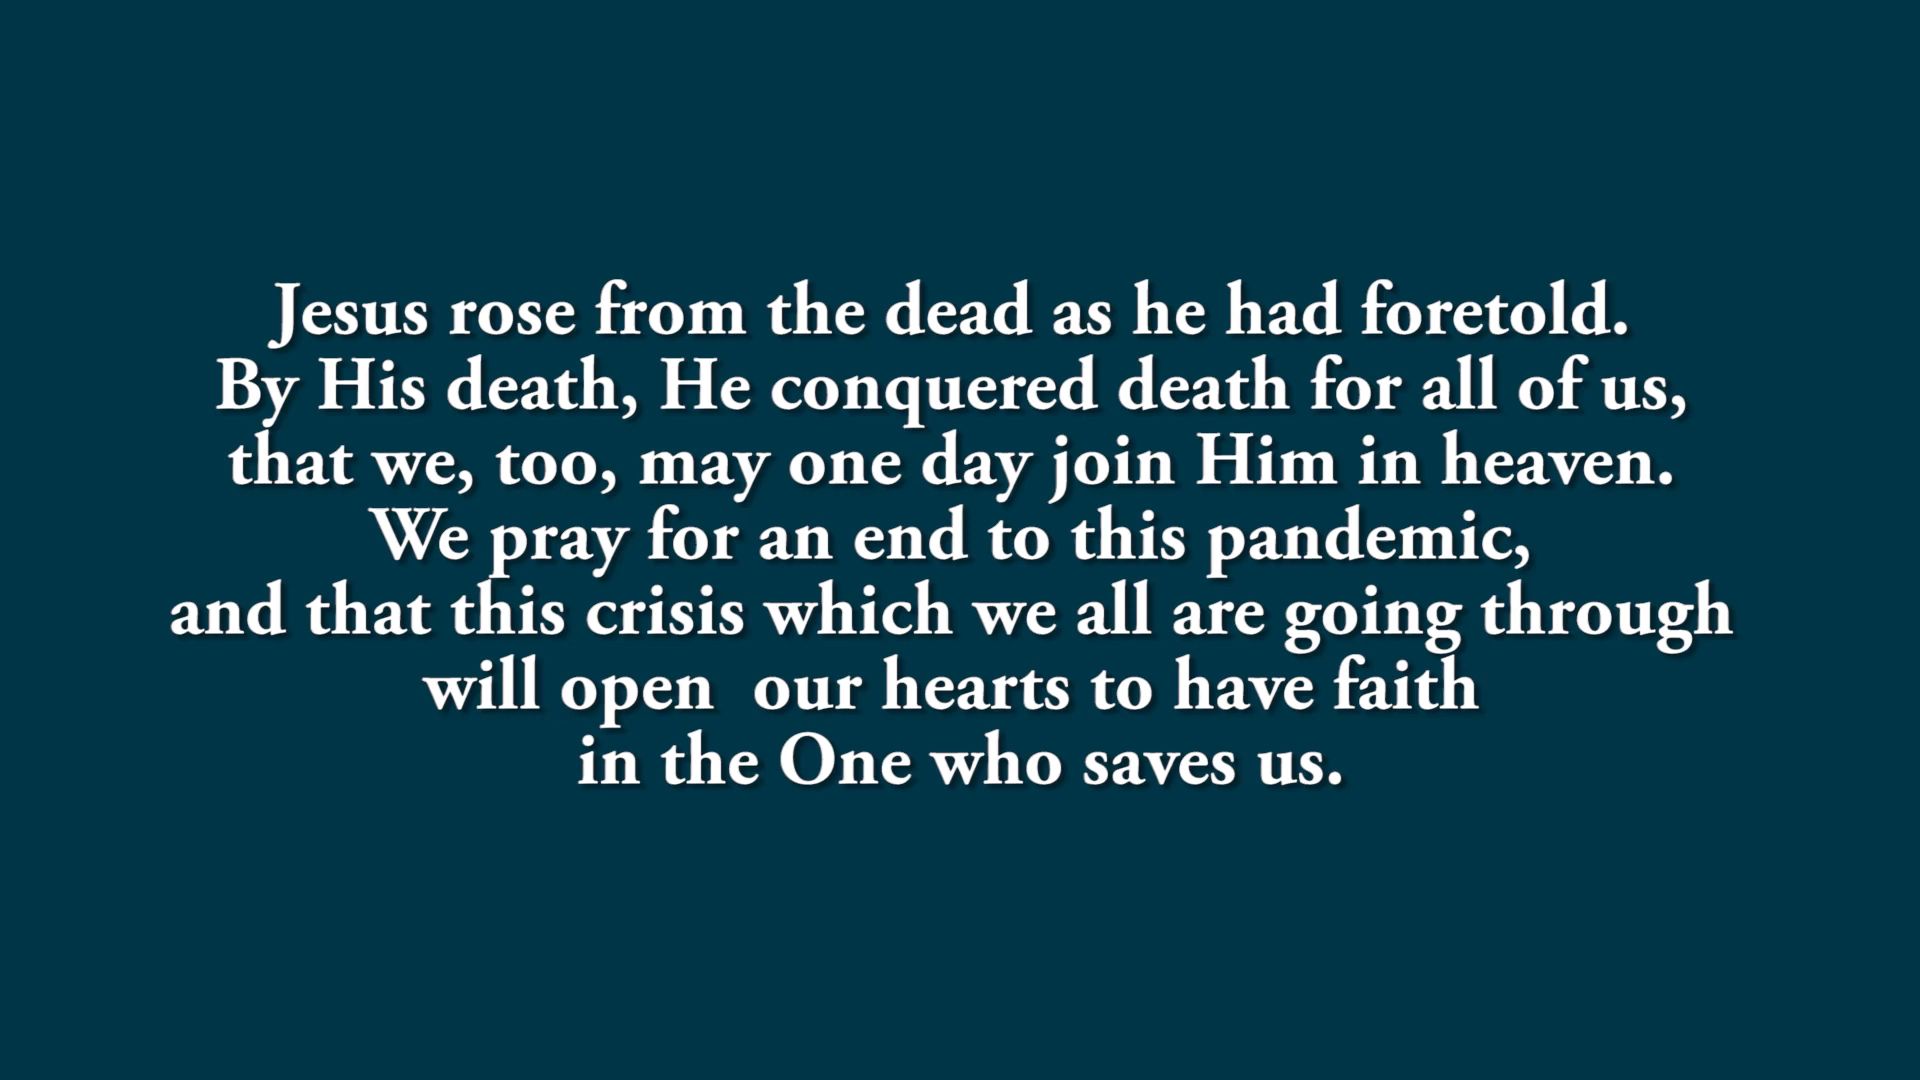 Jesus rose from the dead as he had foretold.
By His death, He conquered death for all of us,
that we, too, may one day join Him in heaven.
We pray for an end to this pandemic,
and that this crisis which we all are going through
will open  our hearts to have faith
in the One who saves us.